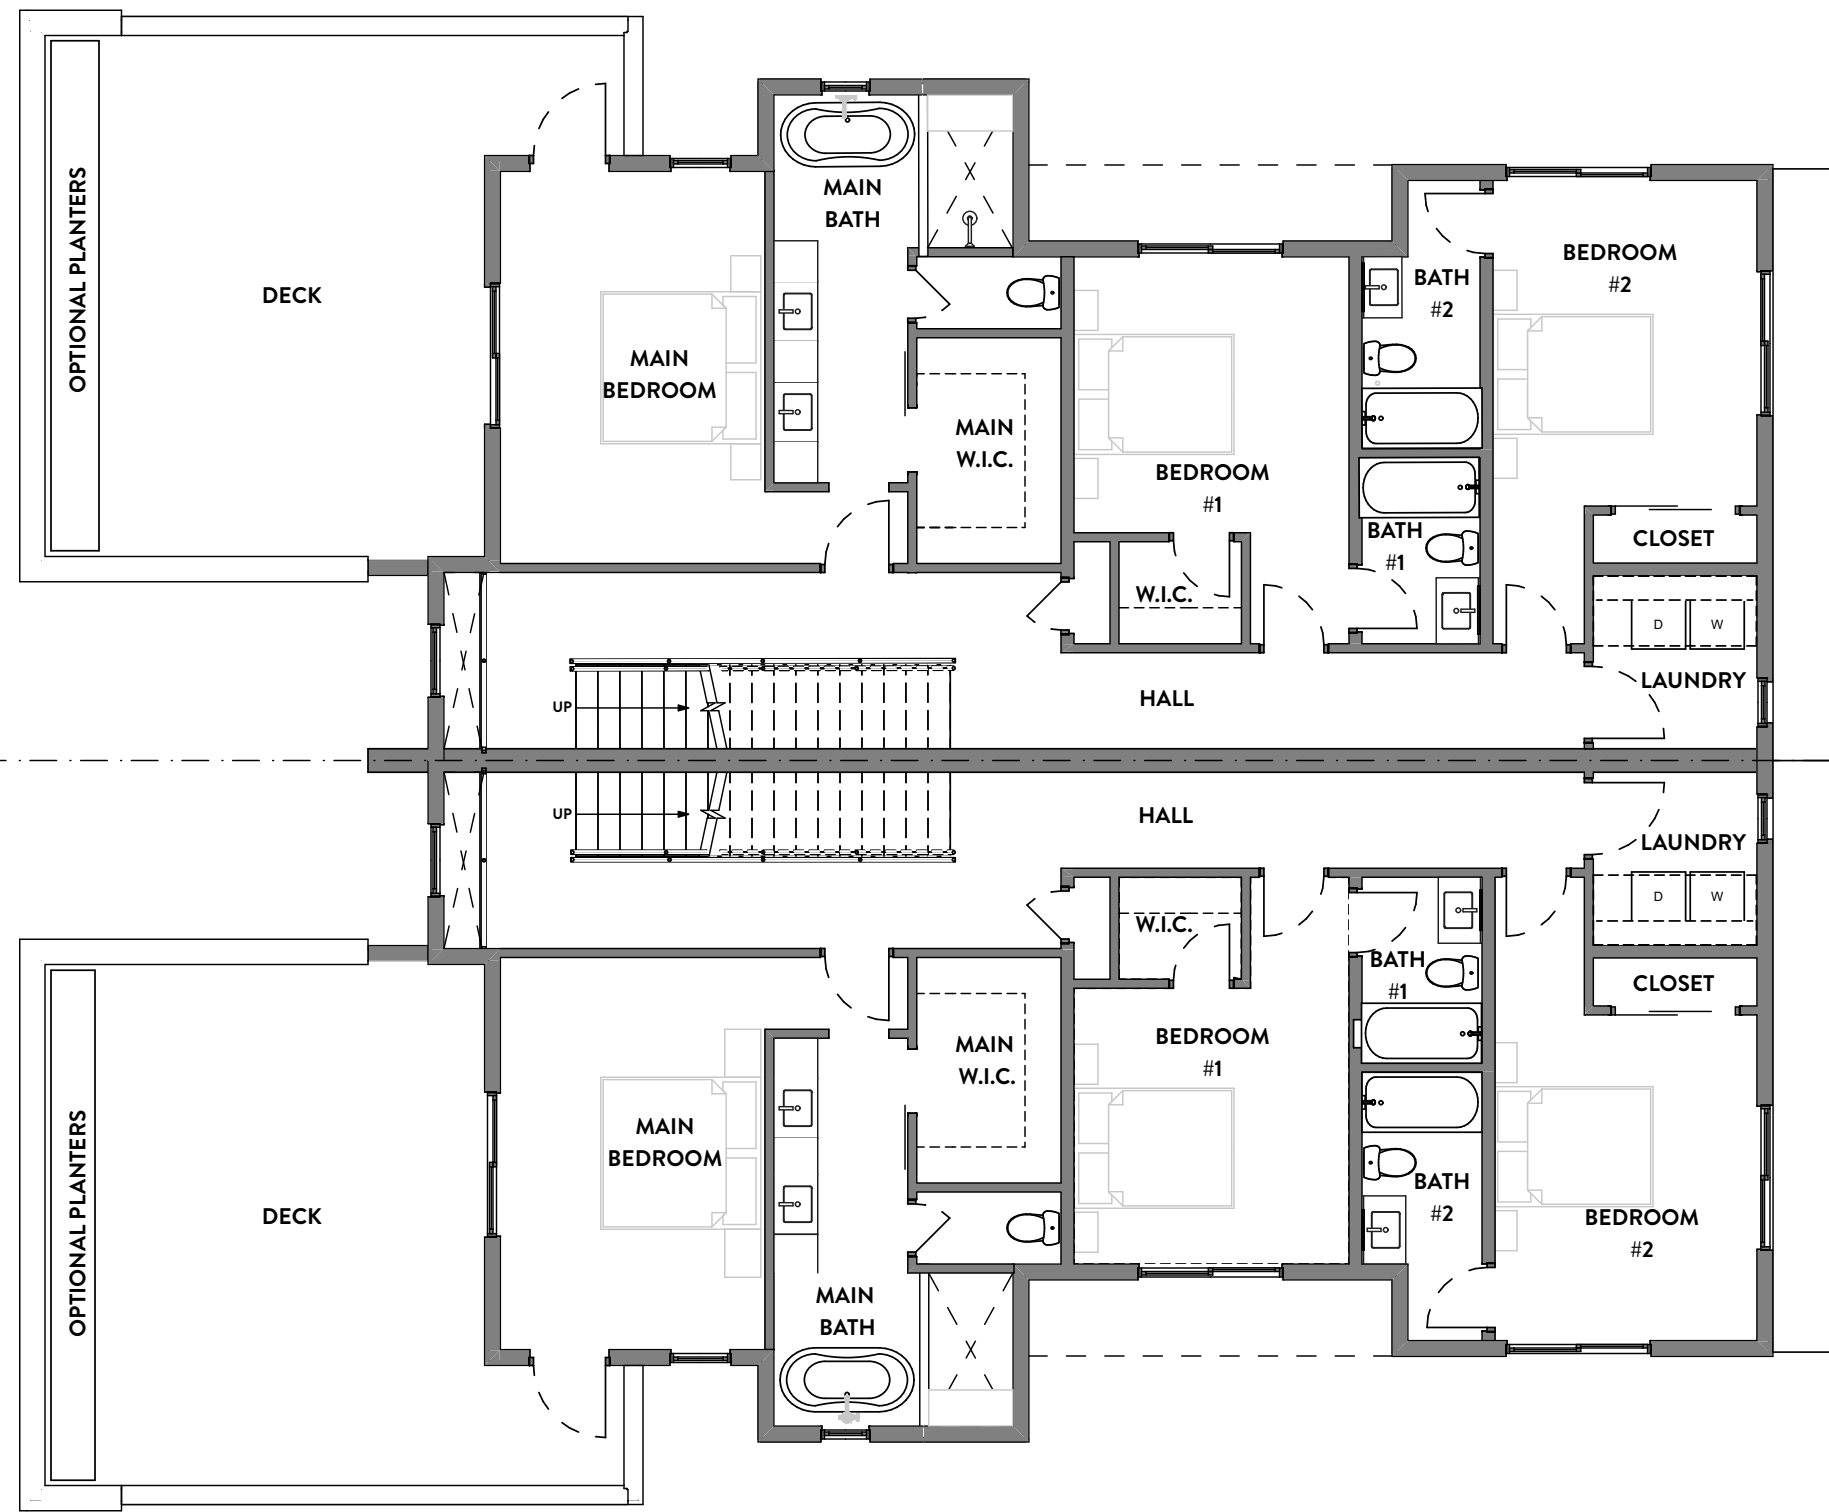 OPTIONAL PLANTERS
DECK
MAIN
BEDROOM
MAIN
BATH
MAIN
W.I.C.
BEDROOM
#1
W.I.C.
BATH
#2
BATH
#1
BEDROOM
#2
CLOSET
D
W
LAUNDRY
UP
HALL
UP
HALL
LAUNDRY
D
W
W.I.C.
BATH
#1
CLOSET
BEDROOM
#1
MAIN
W.I.C.
MAIN
BEDROOM
OPTIONAL PLANTERS
DECK
BATH
#2
BEDROOM
#2
MAIN
BATH